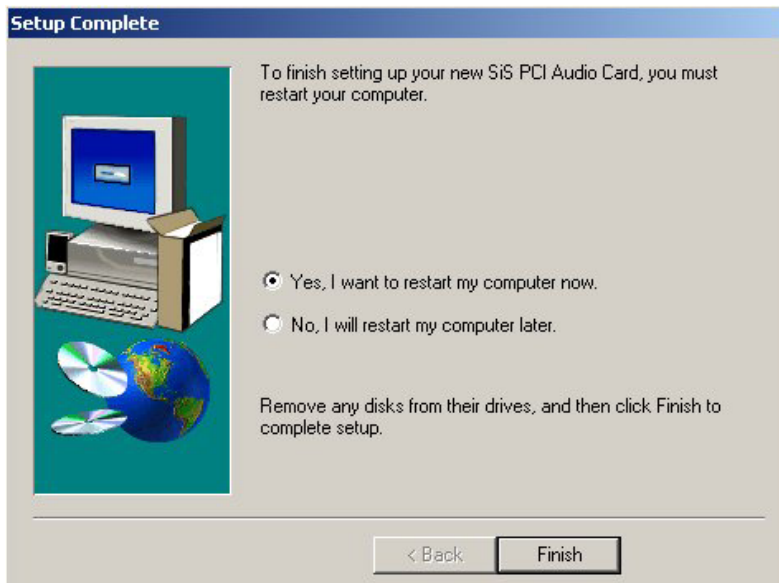 Setup Complete
To finish setting up your new SiS PCI Audio Card, you must
restart your computer.
Yes, I want to restart my computer now.
No, I will restart my computer later.
Remove any disks from their drives, and then click Finish to
complete setup.
< Back
Finish